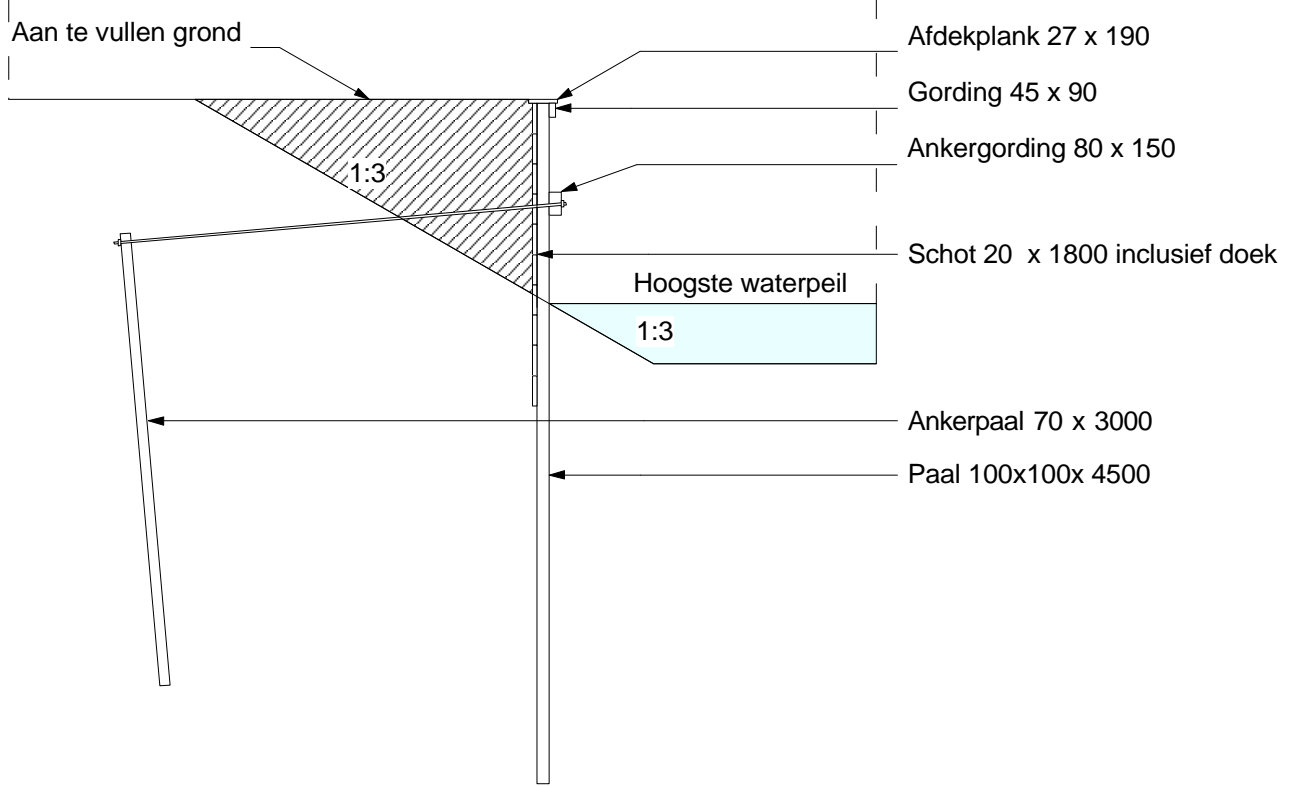 Aan te vullen grond
Afdekplank 27 x 190
Gording 45 x 90
Ankergording 80 x 150
1:3
Schot 20 x 1800 inclusief doek
Hoogste waterpeil
1:3
Ankerpaal 70 x 3000
Paal 100x100x 4500